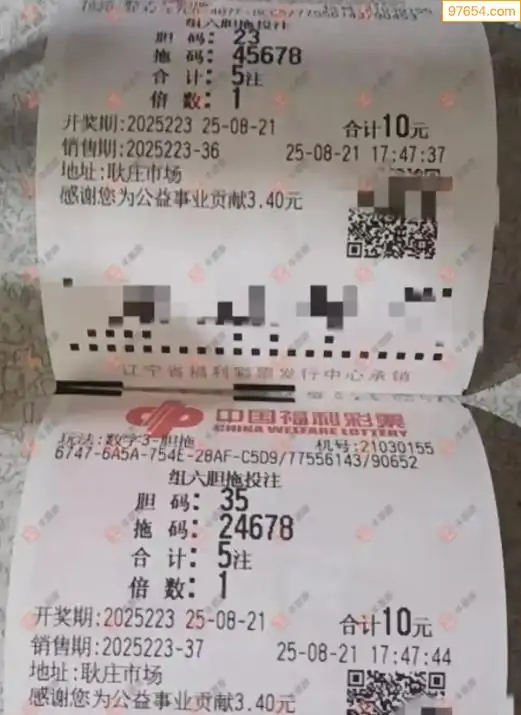 97654.com
组六胆拖投注
胆 码: 23
拖 码: 45678
合 计: 5注
倍 数: 1
开奖期:2025223 25-08-21 合计10元
销售期:2025223-36 25-08-21 17:47:37
地址:耿庄市场
感谢您为公益事业贡献3.40元
辽宁省福利彩票发行中心承销
中国福利彩票
CHINA WELFARE LOTTERY
玩法:数字3-胆拖 机号:21030155
6747-6A5A-754E-28AF-C5D9/77556143/90652
组六胆拖投注
胆 码: 35
拖 码: 24678
合 计: 5注
倍 数: 1
开奖期:2025223 25-08-21 合计10元
销售期:2025223-37 25-08-21 17:47:44
地址:耿庄市场
感谢您为公益事业贡献3.40元